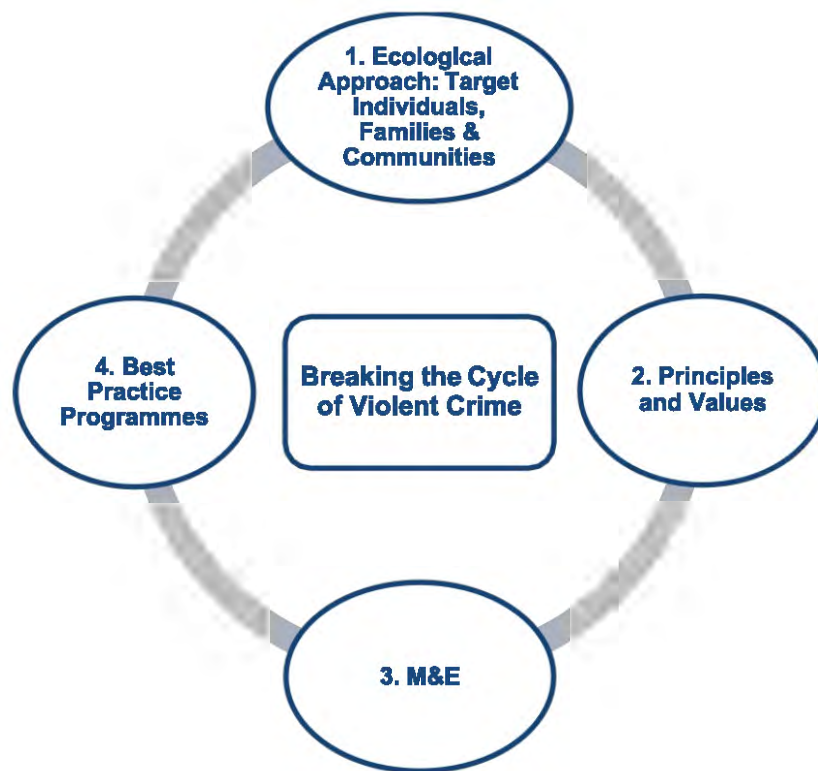 1. Ecological
Approach: Target
Individuals,
Families &
Communities
Breaking the Cycle
of Violent Crime
2. Principles
and Values
3. M&E
4. Best
Practice
Programmes